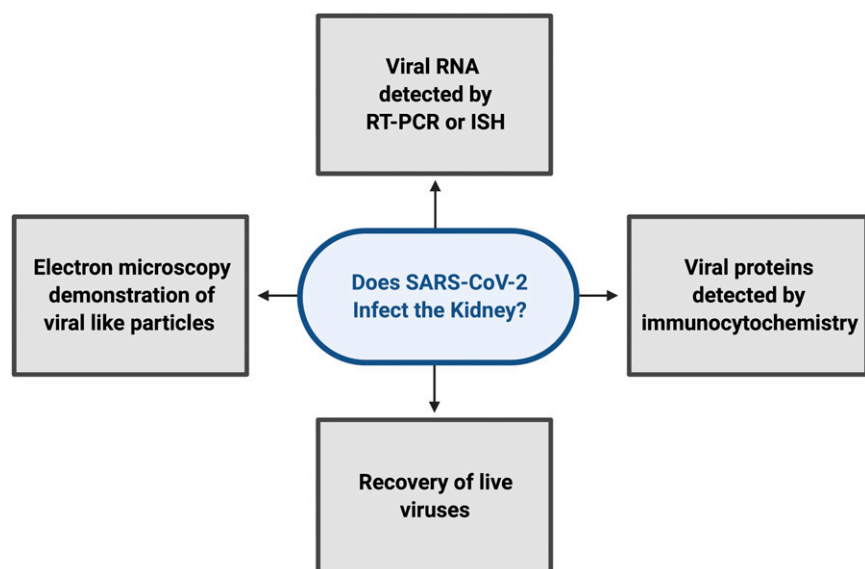 Viral RNA
detected by
RT-PCR or ISH
Electron microscopy
demonstration of
viral like particles
Does SARS-CoV-2
Infect the Kidney?
Viral proteins
detected by
immunocytochemistry
Recovery of live
viruses